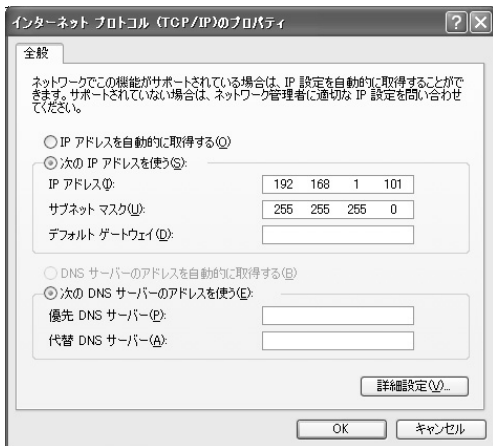 インターネット プロトコル (TCP/IP)のプロパティ
全般
ネットワークでこの機能がサポートされている場合は、IP 設定を自動的に取得することがで
きます。サポートされていない場合は、ネットワーク管理者に適切な IP 設定を問い合わせ
てください。
IP アドレスを自動的に取得する(O)
次の IP アドレスを使う(S):
IP アドレス(I): 192 168 1 101
サブネット マスク(U): 255 255 255 0
デフォルト ゲートウェイ(D):
DNS サーバーのアドレスを自動的に取得する(B)
次の DNS サーバーのアドレスを使う(E):
優先 DNS サーバー(P):
代替 DNS サーバー(A):
詳細設定(V)...
OK キャンセル